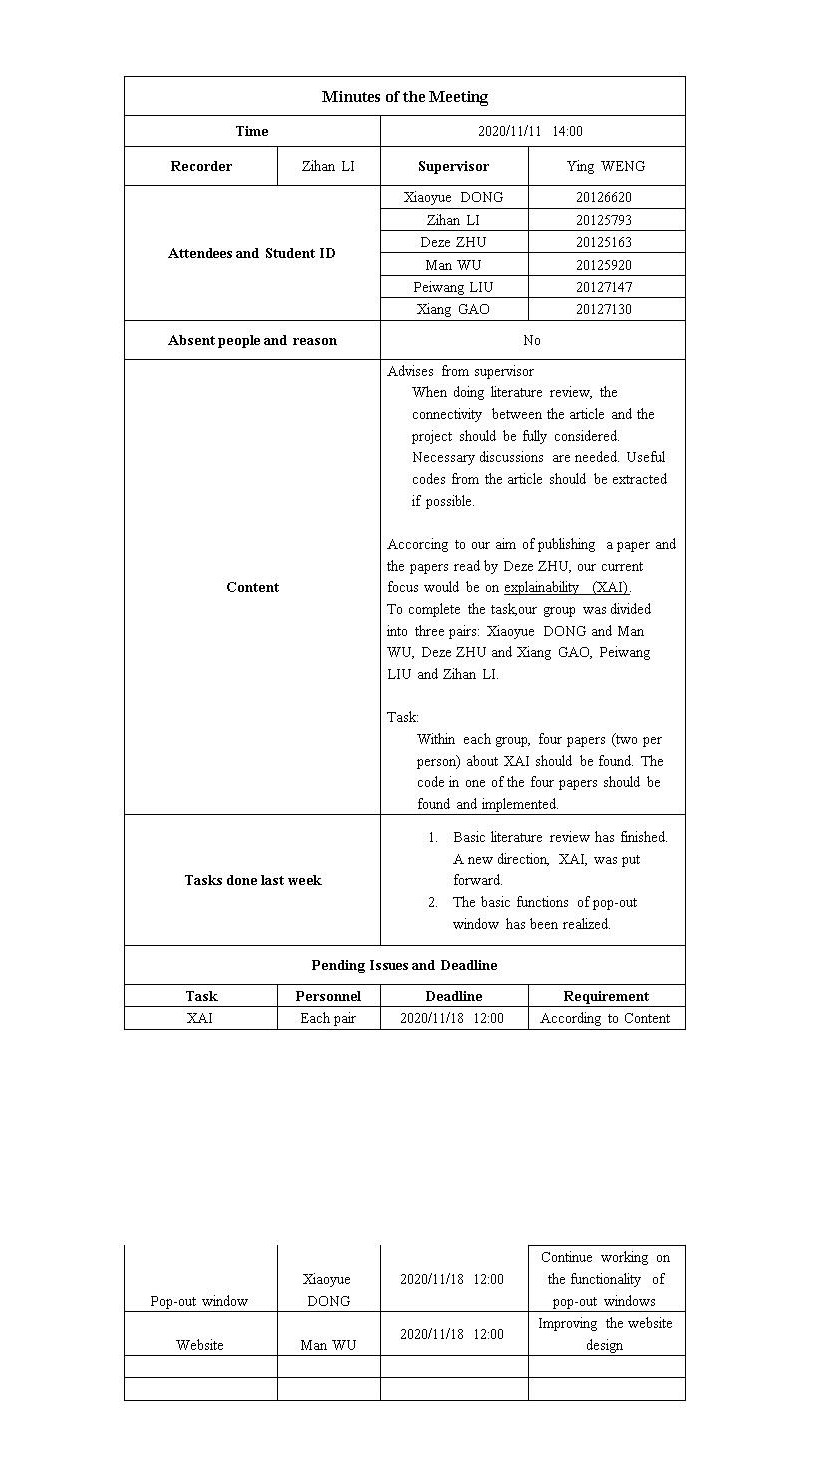 Minutes of the Meeting
Time 2020/11/11 14:00
Recorder Zihan LI Supervisor Ying WENG
Attendees and Student ID
Xiaoyue DONG 20126620
Zihan LI 20125793
Deze ZHU 20125163
Man WU 20125920
Peiwang LIU 20127147
Xiang GAO 20127130
Absent people and reason No
Content
Advises from supervisor
When doing literature review, the
connectivity between the article and the
project should be fully considered.
Necessary discussions are needed. Useful
codes from the article should be extracted
if possible.
Accorcing to our aim of publishing a paper and
the papers read by Deze ZHU, our current
focus would be on explainability (XAI).
To complete the task,our group was divided
into three pairs: Xiaoyue DONG and Man
WU, Deze ZHU and Xiang GAO, Peiwang
LIU and Zihan LI.
Task:
Within each group, four papers (two per
person) about XAI should be found. The
code in one of the four papers should be
found and implemented.
Tasks done last week
1. Basic literature review has finished.
A new direction, XAI, was put
forward.
2. The basic functions of pop-out
window has been realized.
Pending Issues and Deadline
Task Personnel Deadline Requirement
XAI Each pair 2020/11/18 12:00 According to Content
Pop-out window
Xiaoyue
DONG
2020/11/18 12:00
Continue working on
the functionality of
pop-out windows
Website
Man WU
2020/11/18 12:00
Improving the website
design